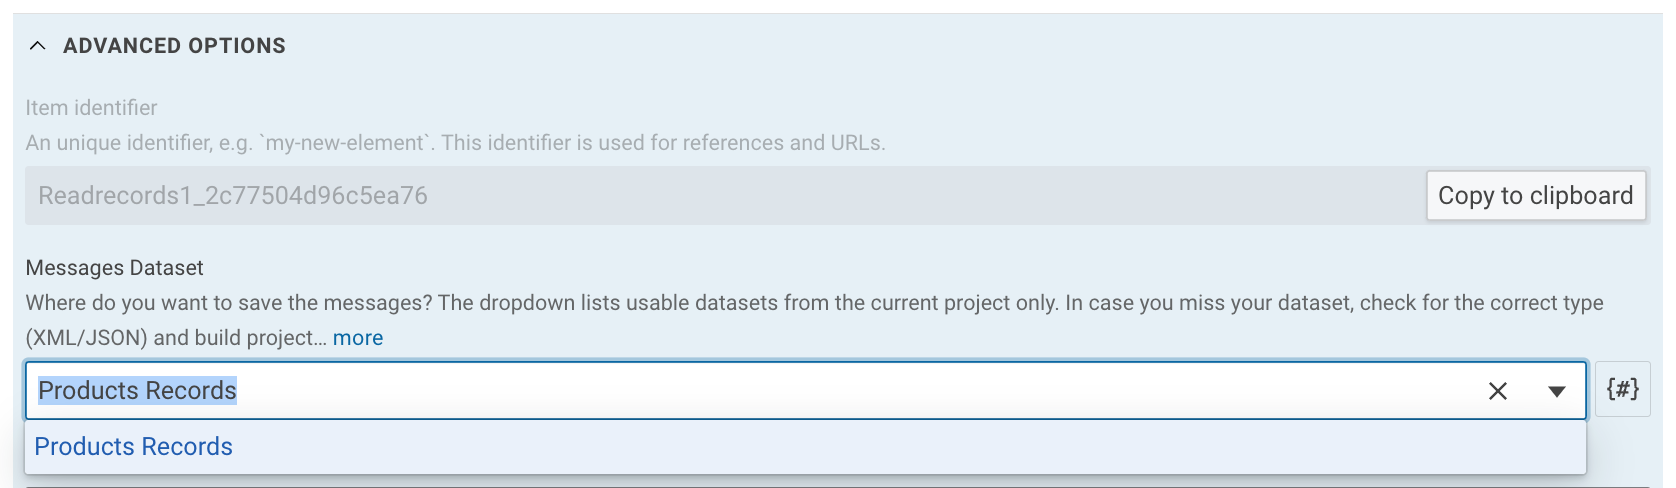 ADVANCED OPTIONS
Item identifier
An unique identifier, e.g. `my-new-element`. This identifier is used for references and URLs.
Readrecords1_2c77504d96c5ea76
Copy to clipboard
Messages Dataset
Where do you want to save the messages? The dropdown lists usable datasets from the current project only. In case you miss your dataset, check for the correct type
(XML/JSON) and build project... more
Products Records
{#}
Products Records